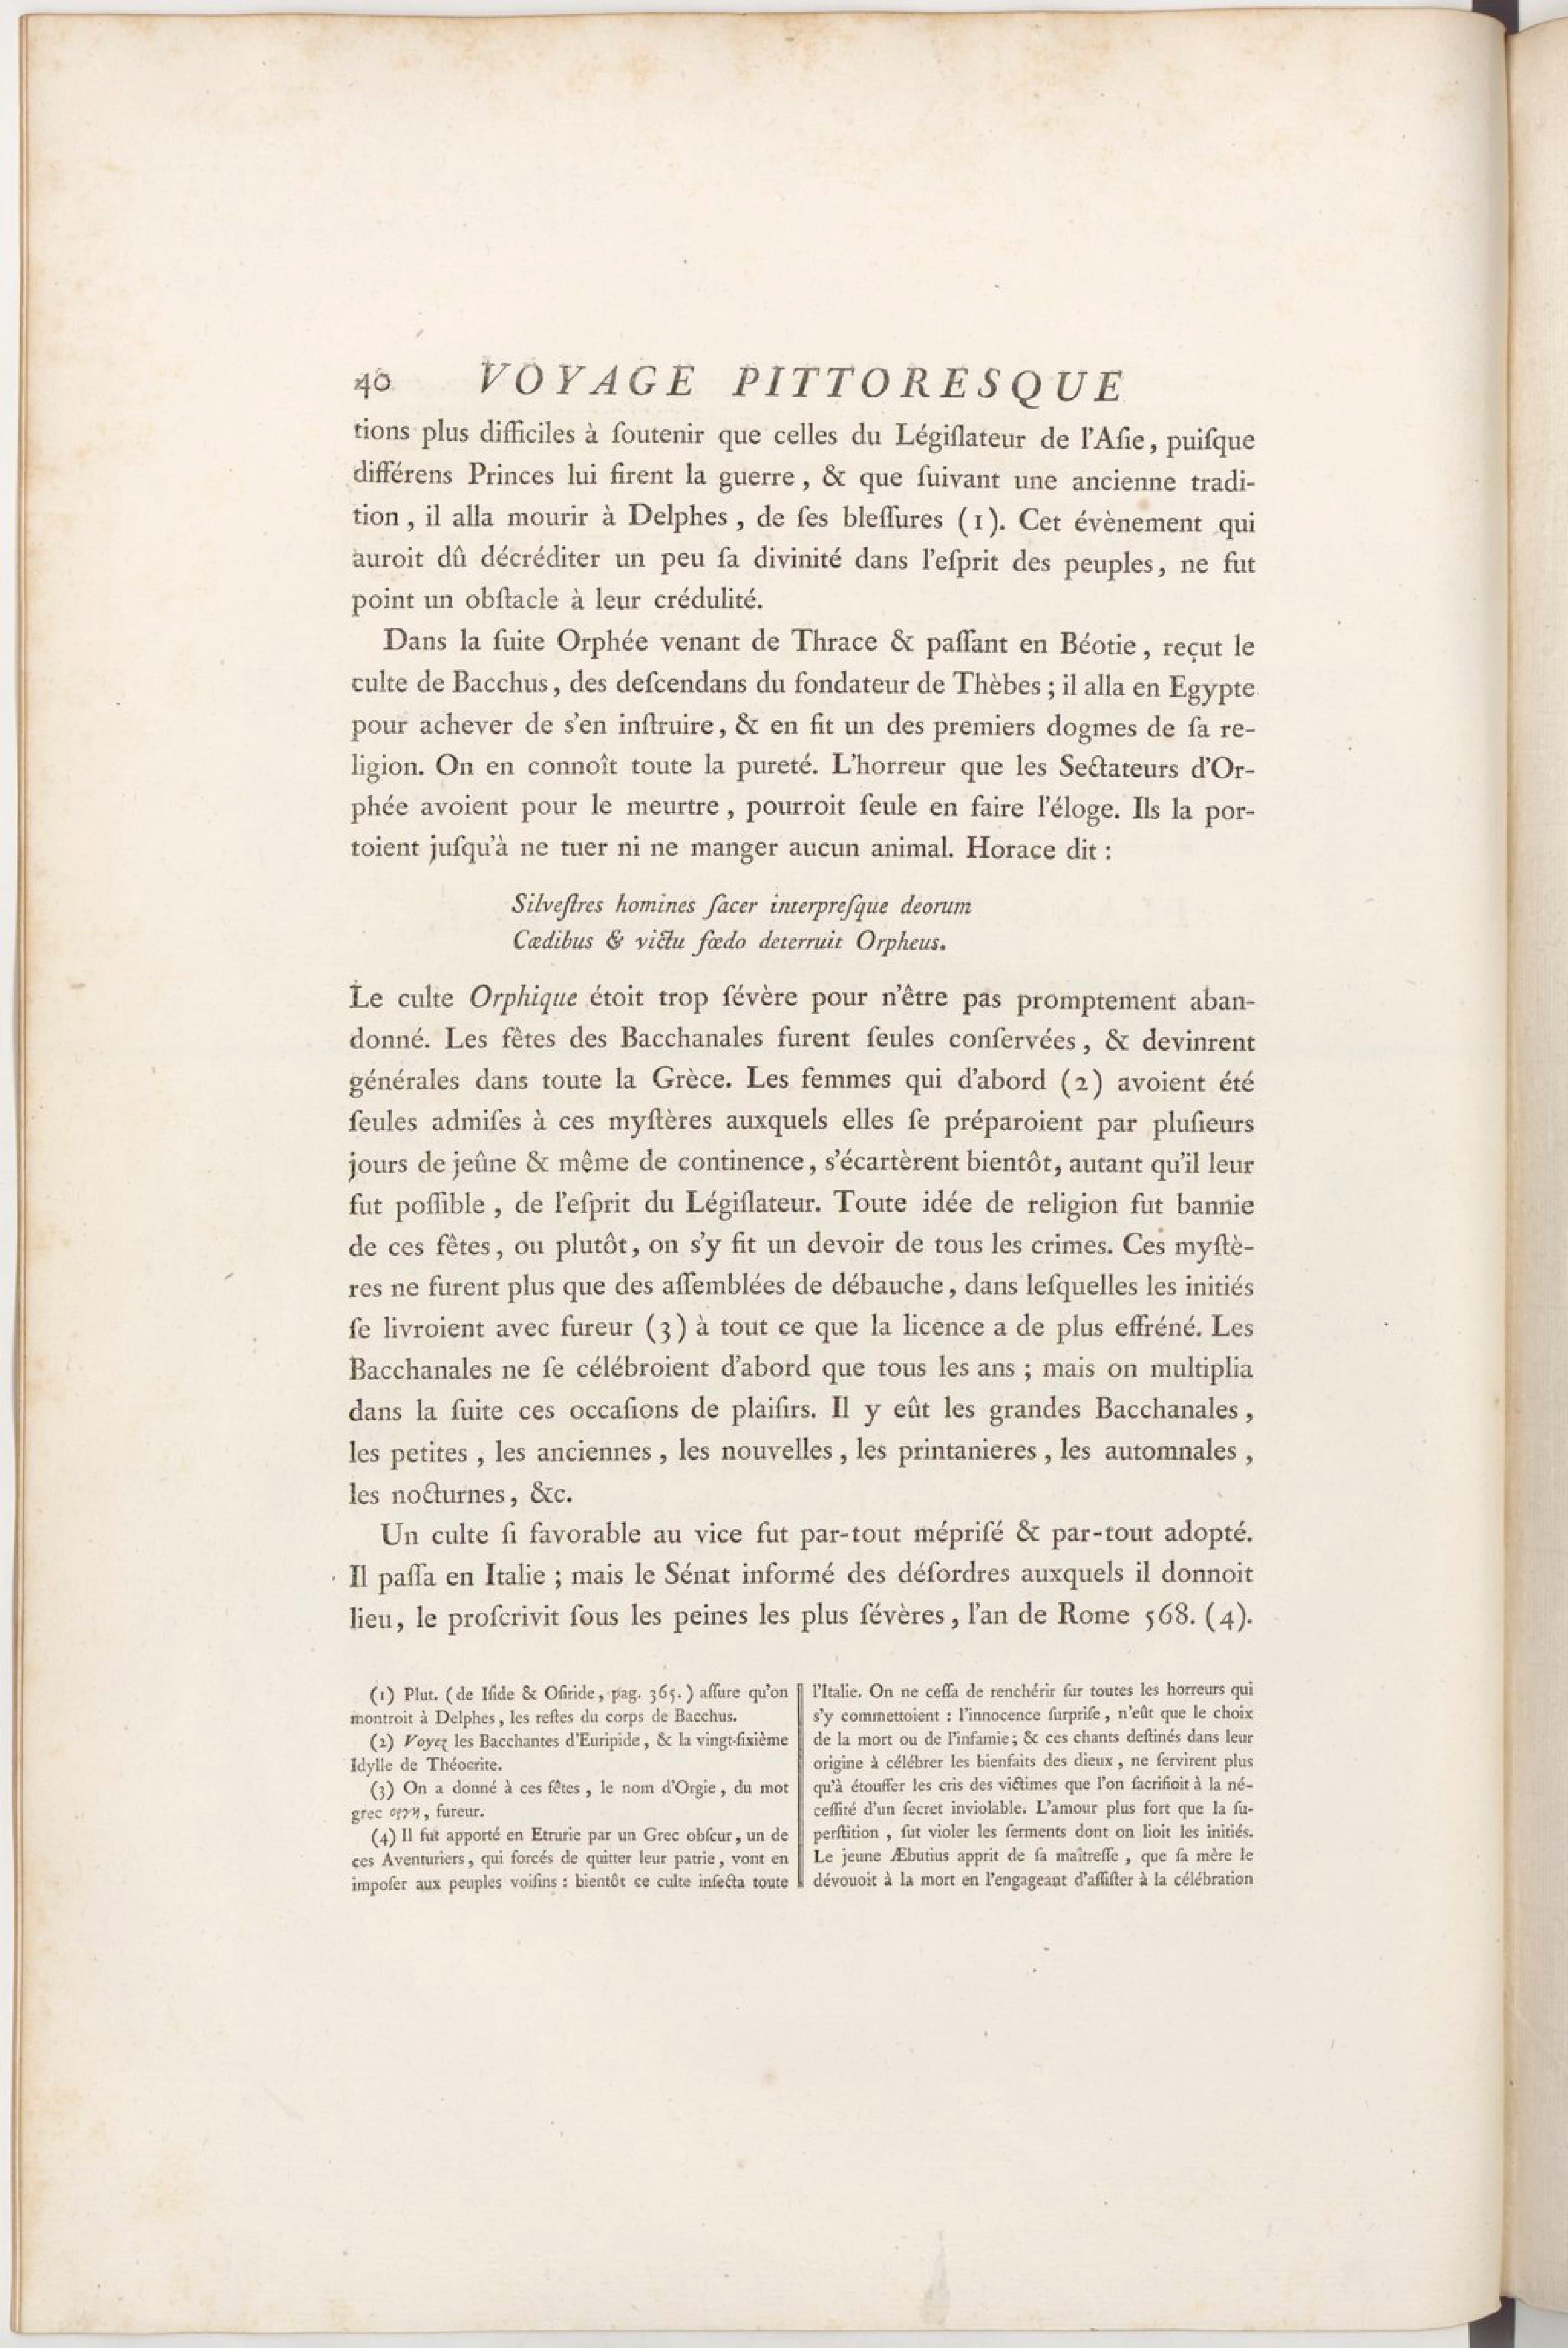 40 VOYAGE PITTORESQUE
tions plus difficiles à ſoutenir que celles du Légiſlateur de l'Aſie, puiſque
différens Princes lui firent la guerre, & que ſuivant une ancienne tradi-
tion, il alla mourir à Delphes, de ſes bleſſures (1). Cet évènement qui
auroit dû décréditer un peu ſa divinité dans l'eſprit des peuples, ne fut
point un obſtacle à leur crédulité.
Dans la ſuite Orphée venant de Thrace & paſſant en Béotie, reçut le
culte de Bacchus, des deſcendans du fondateur de Thèbes ; il alla en Egypte
pour achever de s'en inſtruire, & en fit un des premiers dogmes de ſa re-
ligion. On en connoît toute la pureté. L'horreur que les Sectateurs d'Or-
phée avoient pour le meurtre, pourroit ſeule en faire l'éloge. Ils la por-
toient juſqu'à ne tuer ni ne manger aucun animal. Horace dit :
Silveſtres homines ſacer interpreſque deorum
Cædibus & victu fœdo deterruit Orpheus.
Le culte Orphique étoit trop ſévère pour n'être pas promptement aban-
donné. Les fêtes des Bacchanales furent ſeules conſervées, & devinrent
générales dans toute la Grèce. Les femmes qui d'abord (2) avoient été
ſeules admiſes à ces myſtères auxquels elles ſe préparoient par pluſieurs
jours de jeûne & même de continence, s'écartèrent bientôt, autant qu'il leur
fut poſſible, de l'eſprit du Légiſlateur. Toute idée de religion fut bannie
de ces fêtes, ou plutôt, on s'y fit un devoir de tous les crimes. Ces myſtè-
res ne furent plus que des aſſemblées de débauche, dans leſquelles les initiés
ſe livroient avec fureur (3) à tout ce que la licence a de plus effréné. Les
Bacchanales ne ſe célébroient d'abord que tous les ans ; mais on multiplia
dans la ſuite ces occaſions de plaiſirs. Il y eût les grandes Bacchanales,
les petites, les anciennes, les nouvelles, les printanieres, les automnales,
les nocturnes, &c.
Un culte ſi favorable au vice fut par-tout mépriſé & par-tout adopté.
Il paſſa en Italie ; mais le Sénat informé des déſordres auxquels il donnoit
lieu, le proſcrivit ſous les peines les plus ſévères, l'an de Rome 568. (4).
(1) Plut. (de Iſide & Oſiride, pag. 365.) aſſure qu'on
montroit à Delphes, les reſtes du corps de Bacchus.
(2) Voyez les Bacchantes d'Euripide, & la vingt-ſixième
Idylle de Théocrite.
(3) On a donné à ces fêtes, le nom d'Orgie, du mot
grec οργη, fureur.
(4) Il fut apporté en Etrurie par un Grec obſcur, un de
ces Aventuriers, qui forcés de quitter leur patrie, vont en
impoſer aux peuples voiſins : bientôt ce culte infecta toute
l'Italie. On ne ceſſa de renchérir ſur toutes les horreurs qui
s'y commettoient : l'innocence ſurpriſe, n'eût que le choix
de la mort ou de l'infamie ; & ces chants deſtinés dans leur
origine à célébrer les bienfaits des dieux, ne ſervirent plus
qu'à étouffer les cris des victimes que l'on ſacrifioit à la né-
ceſſité d'un ſecret inviolable. L'amour plus fort que la ſu-
perſtition, ſut violer les ſerments dont on lioit les initiés.
Le jeune Æbutius apprit de ſa maîtreſſe, que ſa mère le
dévouoit à la mort en l'engageant d'aſſiſter à la célébration